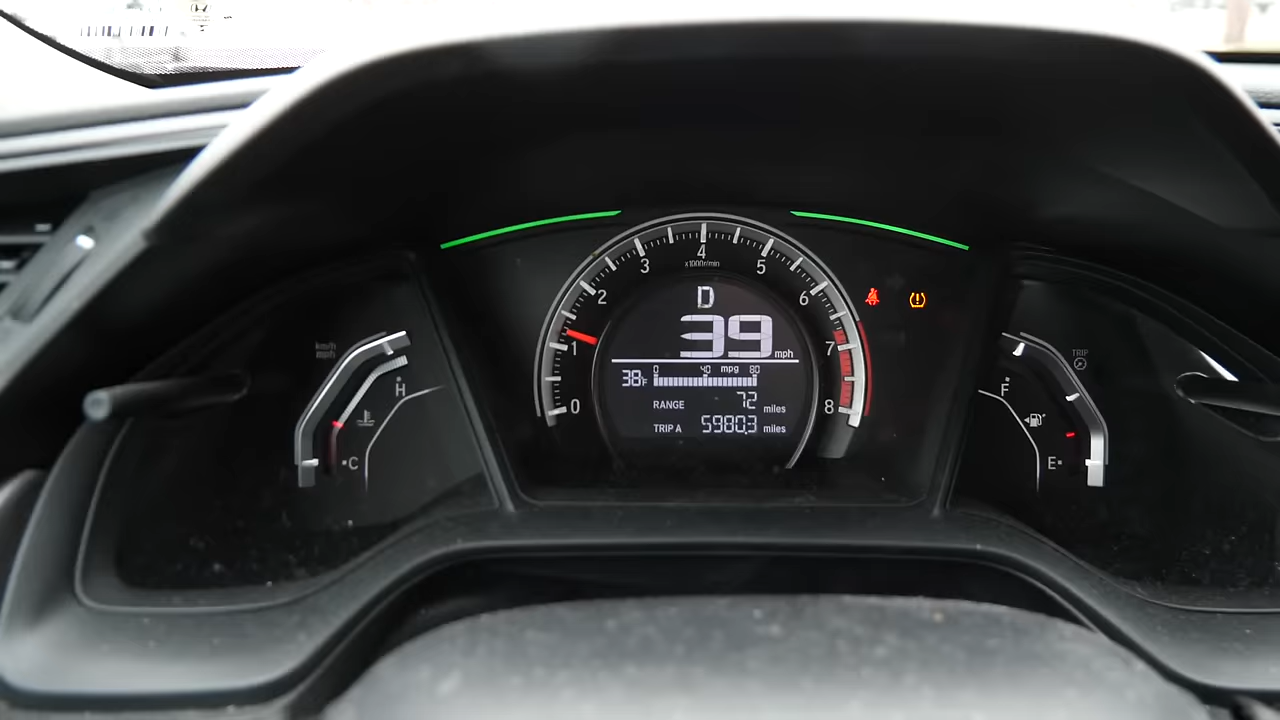 4
3
5
x1000r/min
2
6
D
39
mph
km/h
mph
1
7
0 40 mpg 80
38°F
TRIP
H
F
RANGE 72 miles
0
8
TRIP A 5980.3 miles
C
E